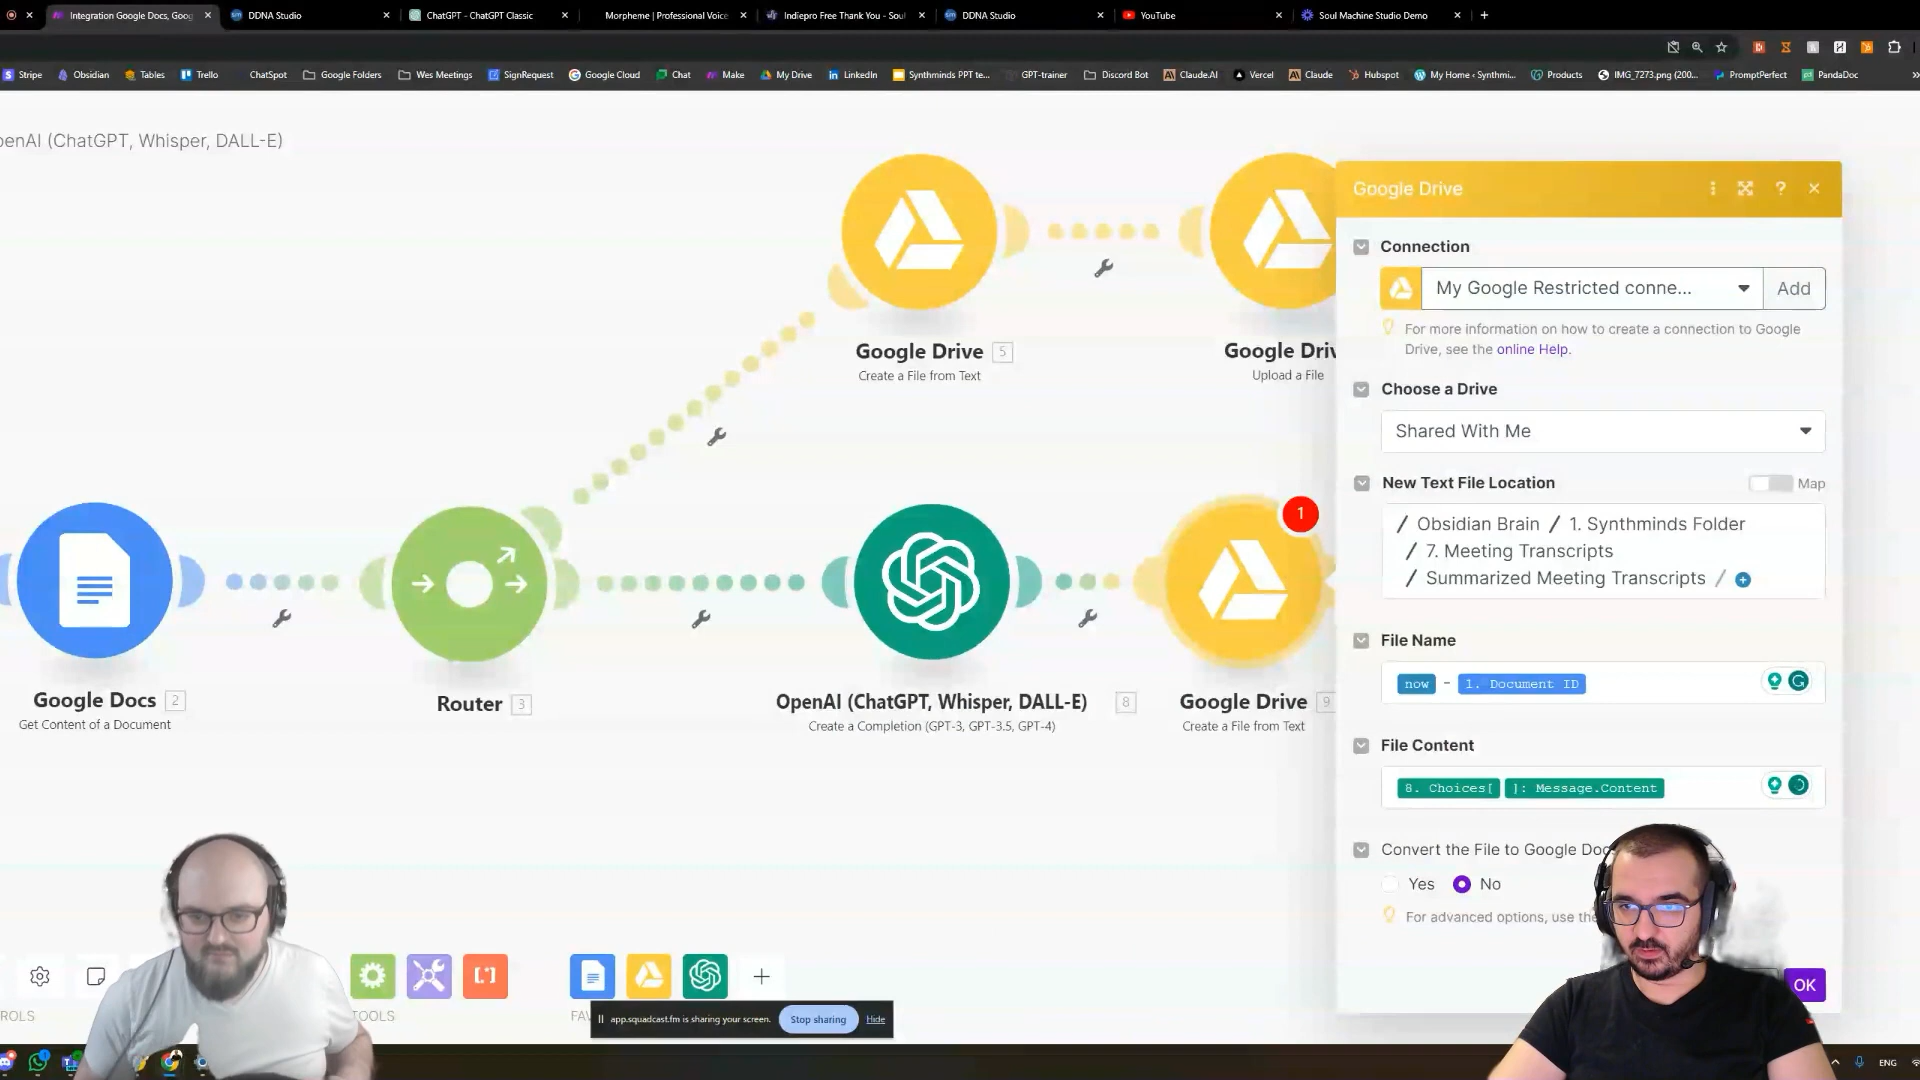 Integration Google Docs, Goog
DDNA Studio
ChatGPT - ChatGPT Classic
Morpheme | Professional Voice
Indiepro Free Thank You - Soul
DDNA Studio
YouTube
Soul Machine Studio Demo
Stripe
Obsidian
Tables
Trello
ChatSpot
Google Folders
Wes Meetings
SignRequest
Google Cloud
Chat
Make
My Drive
LinkedIn
Synthminds PPT te...
GPT-trainer
Discord Bot
Claude.AI
Vercel
Claude
Hubspot
My Home ‹ Synthmi...
Products
IMG_7273.png (200...
PromptPerfect
PandaDoc
penAI (ChatGPT, Whisper, DALL-E)
Google Drive 5
Create a File from Text
Google Driv
Upload a File
Google Docs 2
Get Content of a Document
Router 3
OpenAI (ChatGPT, Whisper, DALL-E) 8
Create a Completion (GPT-3, GPT-3.5, GPT-4)
1
Google Drive 9
Create a File from Text
Google Drive
?
Connection
My Google Restricted conne...
Add
For more information on how to create a connection to Google
Drive, see the online Help.
Choose a Drive
Shared With Me
New Text File Location
Map
/ Obsidian Brain / 1. Synthminds Folder
/ 7. Meeting Transcripts
/ Summarized Meeting Transcripts /
File Name
now - 1. Document ID
File Content
8. Choices[ ]: Message.Content
Convert the File to Google Doc
Yes
No
For advanced options, use the
OK
ROLS
TOOLS
FA
app.squadcast.fm is sharing your screen.
Stop sharing
Hide
ENG